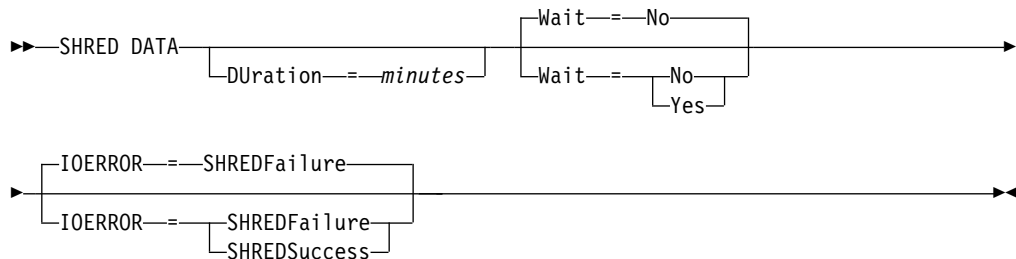 Wait = No
SHRED DATA
DUration = minutes
Wait = No
Yes
IOERROR = SHREDFailure
IOERROR = SHREDFailure
SHREDSuccess